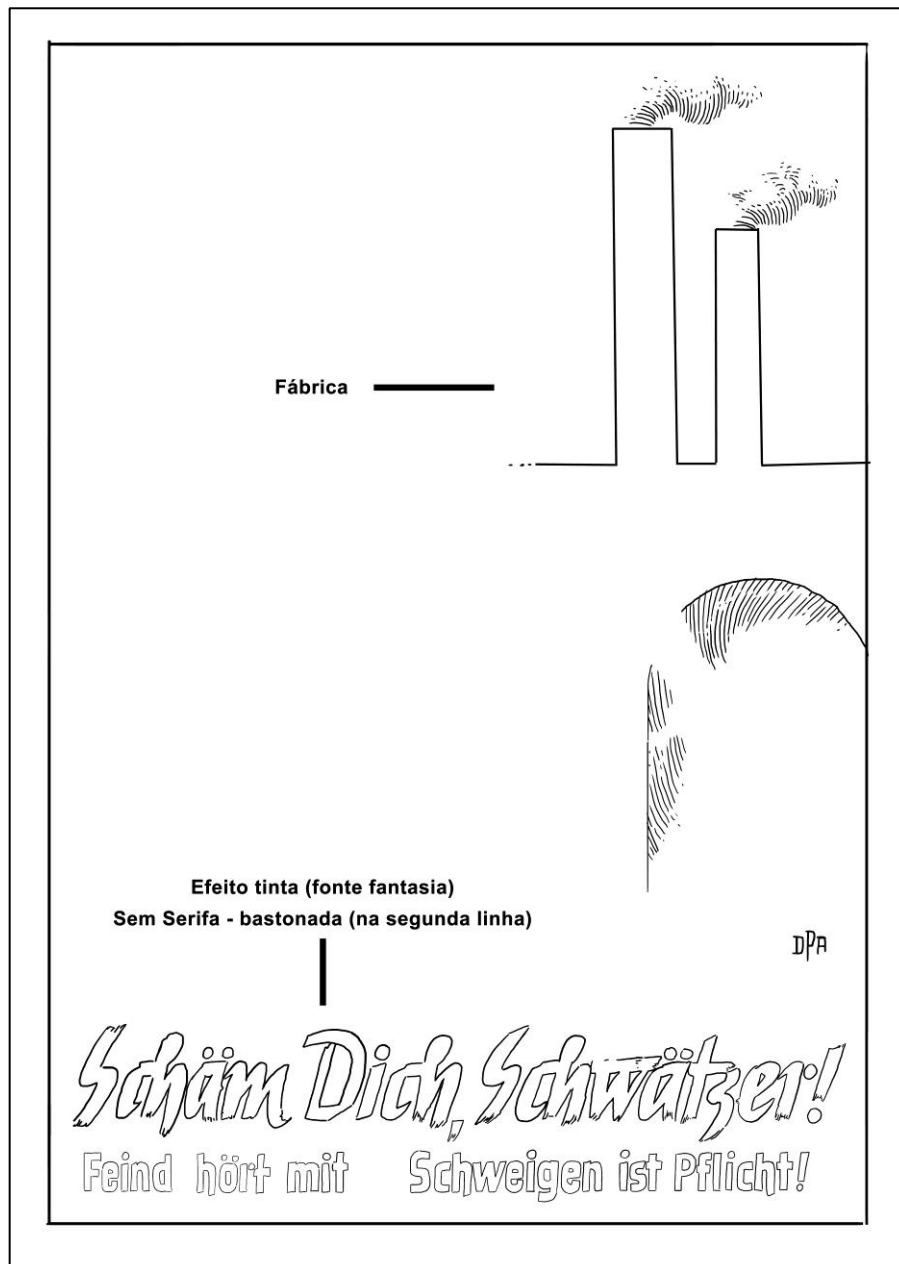 Fábrica
Efeito tinta (fonte fantasia)
Sem Serifa - bastonada (na segunda linha)
DPA
Schäm Dich, Schwätzer!
Feind hört mit Schweigen ist Pflicht!